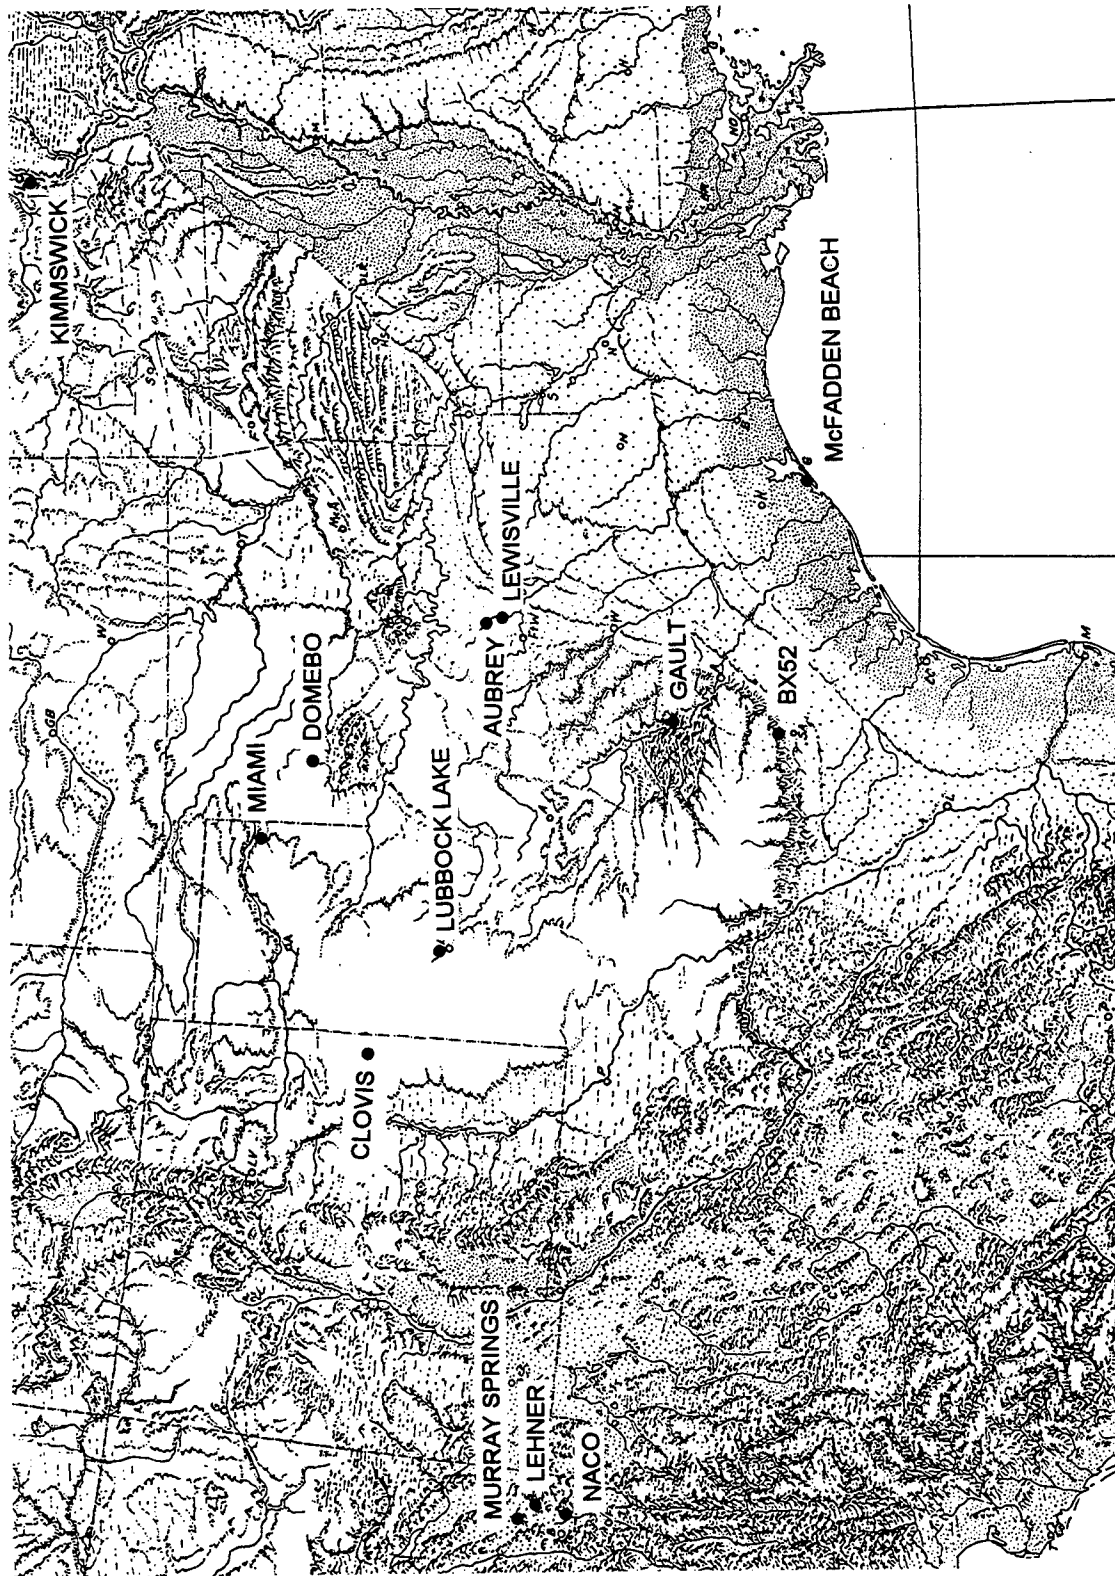 KIMMSWICK
MIAMI
DOMEBO
CLOVIS
LUBBOCK LAKE
AUBREY
LEWISVILLE
MURRAY SPRINGS
LEHNER
NACO
GAULT
BX52
McFADDEN BEACH